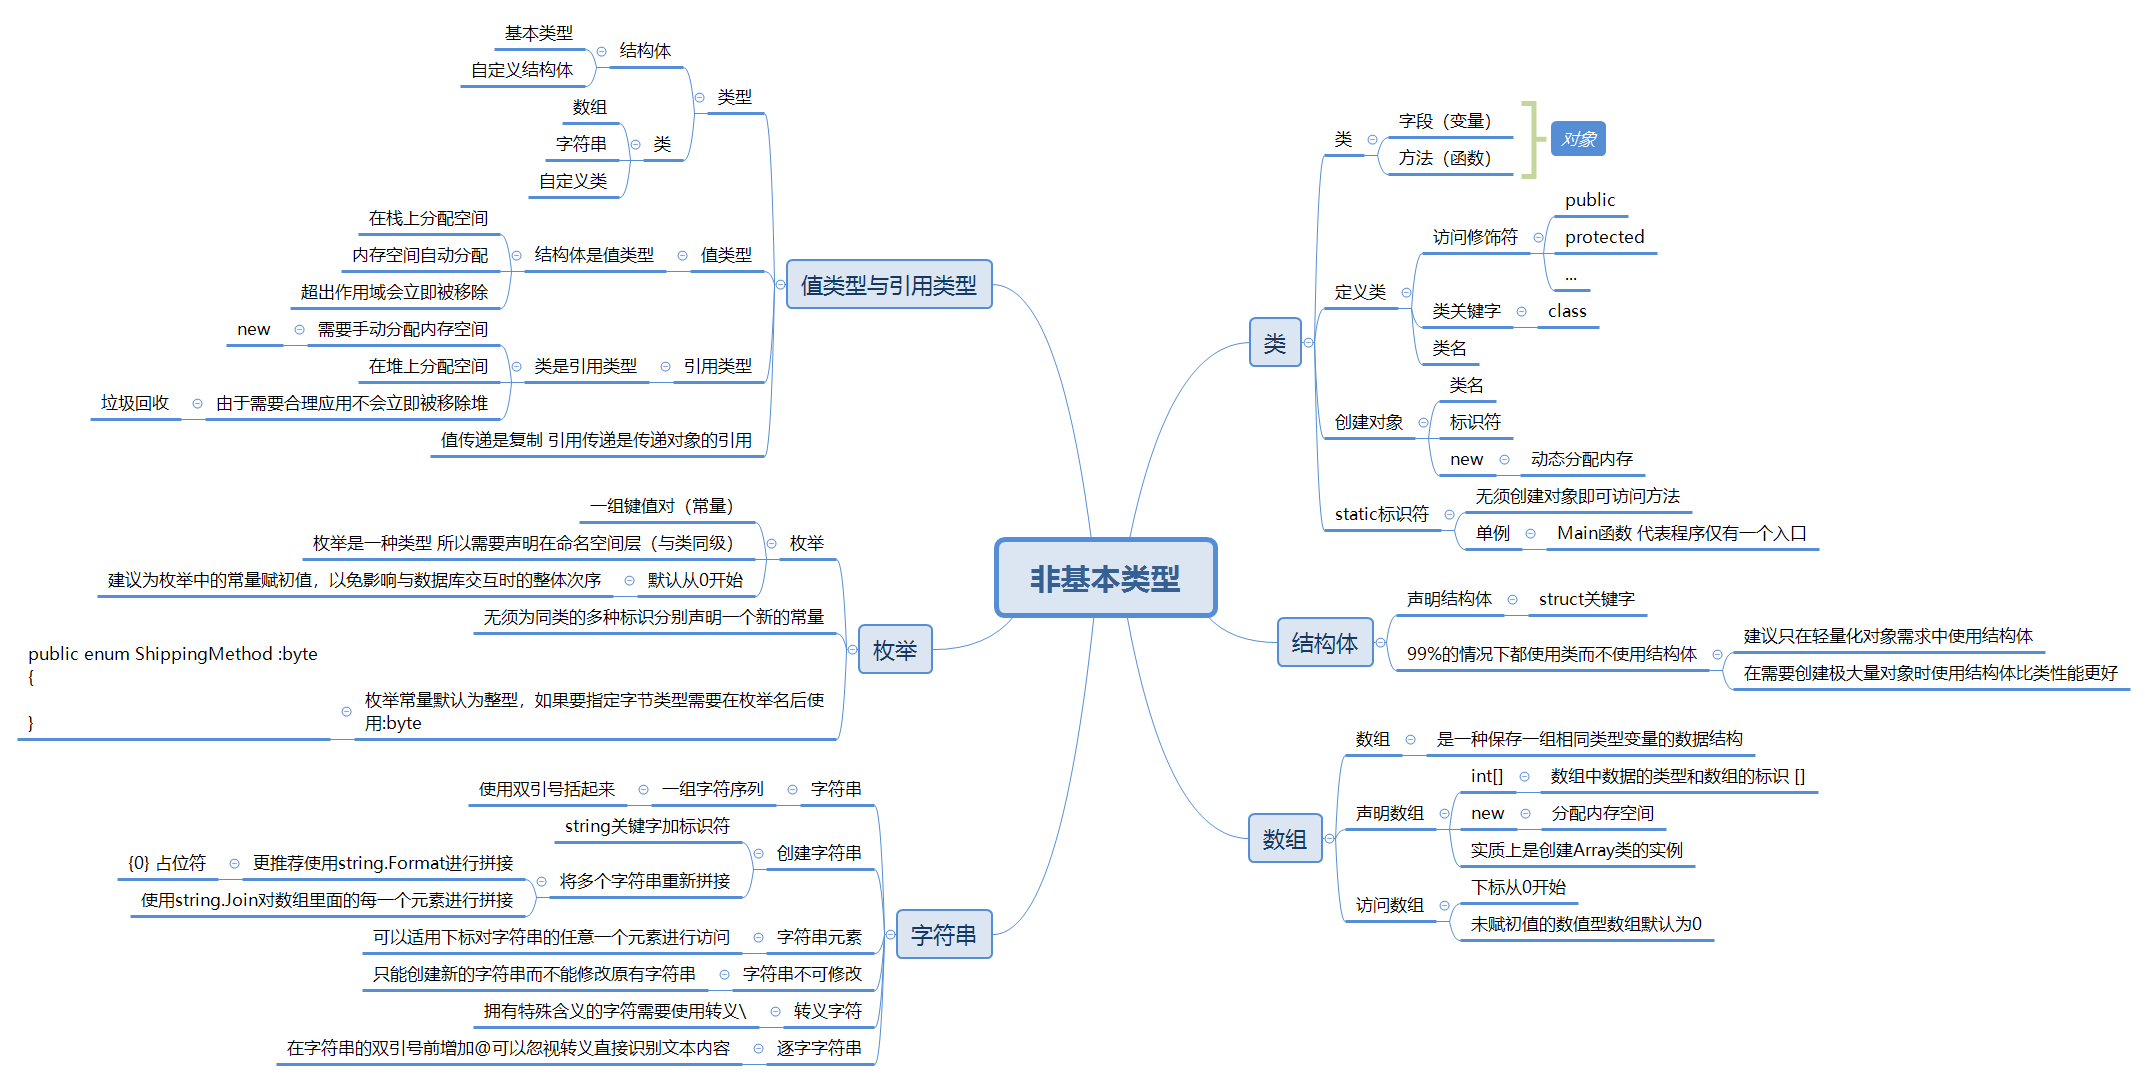 非基本类型
类
类
字段（变量）
方法（函数）
对象
定义类
访问修饰符
public
protected
...
类关键字
class
类名
创建对象
类名
标识符
new
动态分配内存
static标识符
无须创建对象即可访问方法
单例
Main函数 代表程序仅有一个入口
结构体
声明结构体
struct关键字
99%的情况下都使用类而不使用结构体
建议只在轻量化对象需求中使用结构体
在需要创建极大量对象时使用结构体比类性能更好
数组
数组
是一种保存一组相同类型变量的数据结构
声明数组
int[]
数组中数据的类型和数组的标识 []
new
分配内存空间
实质上是创建Array类的实例
访问数组
下标从0开始
未赋初值的数值型数组默认为0
值类型与引用类型
类型
结构体
基本类型
自定义结构体
类
数组
字符串
自定义类
值类型
结构体是值类型
在栈上分配空间
内存空间自动分配
超出作用域会立即被移除
引用类型
类是引用类型
需要手动分配内存空间
new
在堆上分配空间
由于需要合理应用不会立即被移除堆
垃圾回收
值传递是复制 引用传递是传递对象的引用
枚举
枚举
一组键值对（常量）
枚举是一种类型 所以需要声明在命名空间层（与类同级）
默认从0开始
建议为枚举中的常量赋初值，以免影响与数据库交互时的整体次序
无须为同类的多种标识分别声明一个新的常量
枚举常量默认为整型，如果要指定字节类型需要在枚举名后使
用:byte
public enum ShippingMethod :byte
{
}
字符串
字符串
一组字符序列
使用双引号括起来
创建字符串
string关键字加标识符
将多个字符串重新拼接
更推荐使用string.Format进行拼接
{0} 占位符
使用string.Join对数组里面的每一个元素进行拼接
字符串元素
可以适用下标对字符串的任意一个元素进行访问
字符串不可修改
只能创建新的字符串而不能修改原有字符串
转义字符
拥有特殊含义的字符需要使用转义\
逐字字符串
在字符串的双引号前增加@可以忽视转义直接识别文本内容